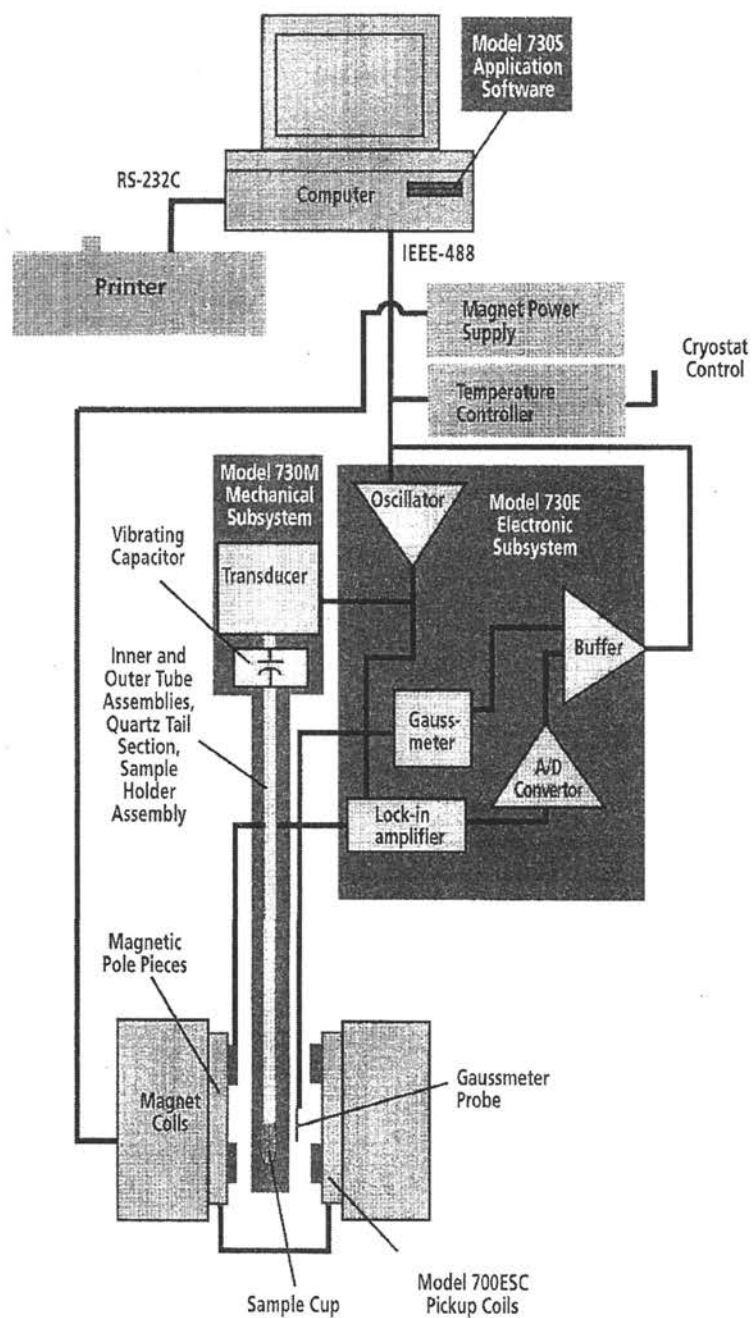 Model 730S
Application
Software
RS-232C
Computer
IEEE-488
Printer
Magnet Power
Supply
Cryostat
Control
Temperature
Controller
Model 730M
Mechanical
Subsystem
Oscillator
Model 730E
Electronic
Subsystem
Vibrating
Capacitor
Transducer
Buffer
Inner and
Outer Tube
Assemblies,
Quartz Tail
Section,
Sample
Holder
Assembly
Gauss-
meter
A/D
Convertor
Lock-in
amplifier
Magnetic
Pole Pieces
Magnet
Coils
Gaussmeter
Probe
Sample Cup
Model 700ESC
Pickup Coils